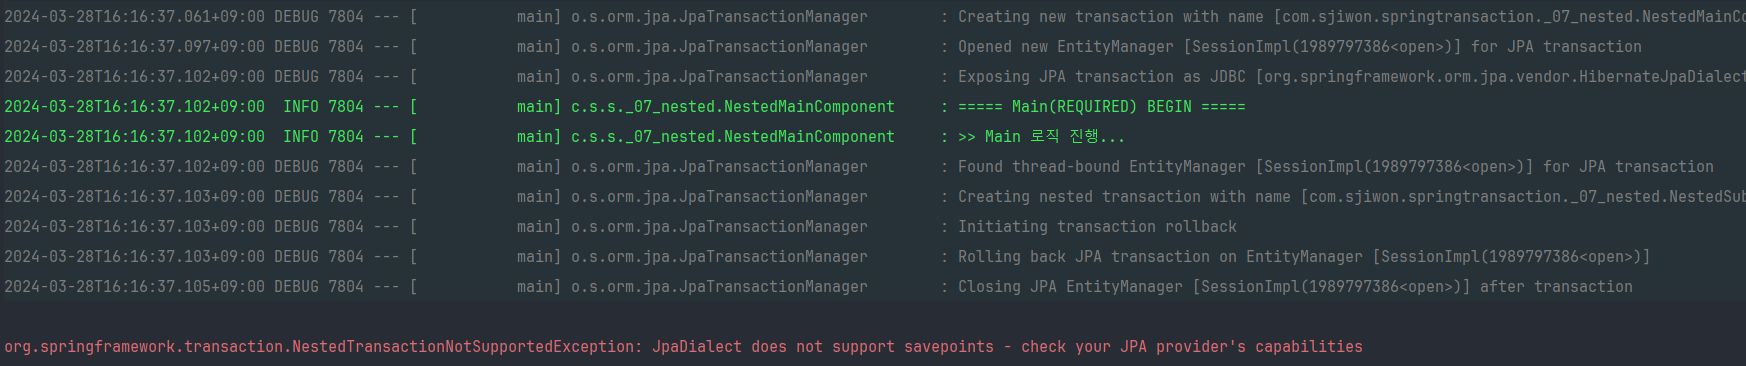 2024-03-28T16:16:37.061+09:00 DEBUG 7804 --- [           main] o.s.orm.jpa.JpaTransactionManager        : Creating new transaction with name [com.sjiwon.springtransaction._07_nested.NestedMainCo
2024-03-28T16:16:37.097+09:00 DEBUG 7804 --- [           main] o.s.orm.jpa.JpaTransactionManager        : Opened new EntityManager [SessionImpl(1989797386<open>)] for JPA transaction
2024-03-28T16:16:37.102+09:00 DEBUG 7804 --- [           main] o.s.orm.jpa.JpaTransactionManager        : Exposing JPA transaction as JDBC [org.springframework.orm.jpa.vendor.HibernateJpaDialect
2024-03-28T16:16:37.102+09:00  INFO 7804 --- [           main] c.s.s._07_nested.NestedMainComponent     : ===== Main(REQUIRED) BEGIN =====
2024-03-28T16:16:37.102+09:00  INFO 7804 --- [           main] c.s.s._07_nested.NestedMainComponent     : >> Main 로직 진행...
2024-03-28T16:16:37.102+09:00 DEBUG 7804 --- [           main] o.s.orm.jpa.JpaTransactionManager        : Found thread-bound EntityManager [SessionImpl(1989797386<open>)] for JPA transaction
2024-03-28T16:16:37.103+09:00 DEBUG 7804 --- [           main] o.s.orm.jpa.JpaTransactionManager        : Creating nested transaction with name [com.sjiwon.springtransaction._07_nested.NestedSub
2024-03-28T16:16:37.103+09:00 DEBUG 7804 --- [           main] o.s.orm.jpa.JpaTransactionManager        : Initiating transaction rollback
2024-03-28T16:16:37.103+09:00 DEBUG 7804 --- [           main] o.s.orm.jpa.JpaTransactionManager        : Rolling back JPA transaction on EntityManager [SessionImpl(1989797386<open>)]
2024-03-28T16:16:37.105+09:00 DEBUG 7804 --- [           main] o.s.orm.jpa.JpaTransactionManager        : Closing JPA EntityManager [SessionImpl(1989797386<open>)] after transaction
org.springframework.transaction.NestedTransactionNotSupportedException: JpaDialect does not support savepoints - check your JPA provider's capabilities